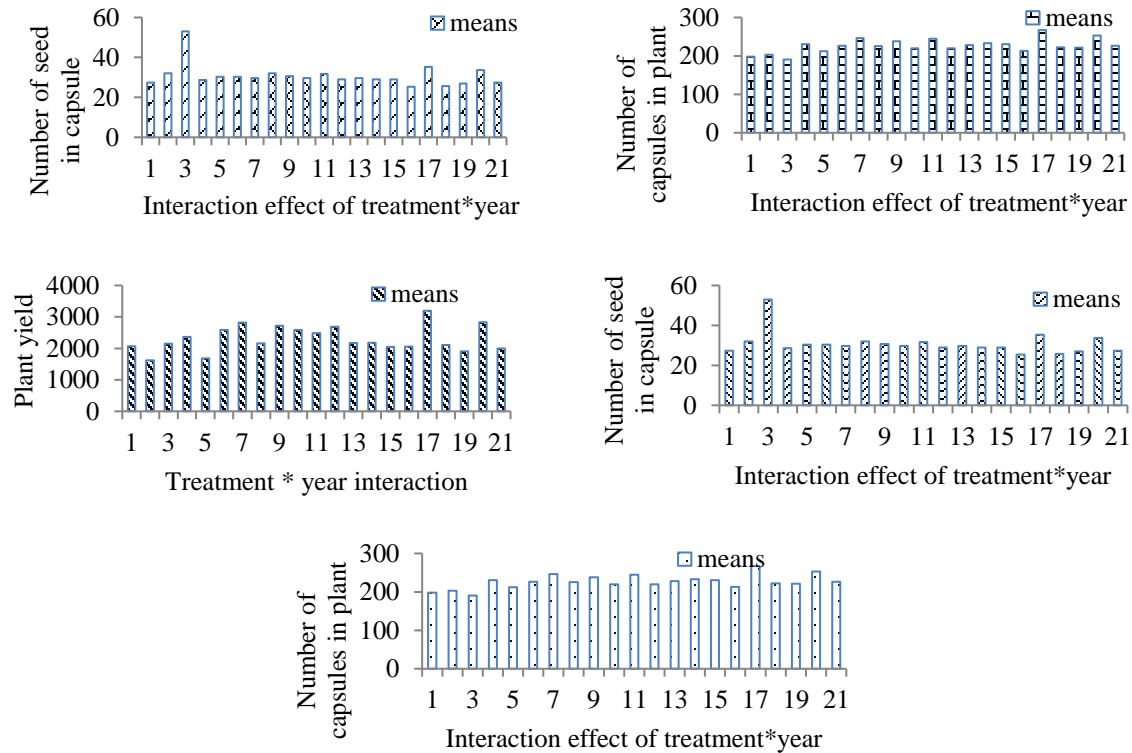 means
60
40
20
0
Number of seed
in capsule
1 3 5 7 9 11 13 15 17 19 21
Interaction effect of treatment*year
means
300
200
100
0
Number of
capsules in plant
1 3 5 7 9 11 13 15 17 19 21
Interaction effect of treatment*year
means
4000
3000
2000
1000
0
Plant yield
1 3 5 7 9 11 13 15 17 19 21
Treatment * year interaction
means
60
40
20
0
Number of seed
in capsule
1 3 5 7 9 11 13 15 17 19 21
Interaction effect of treatment*year
means
300
200
100
0
Number of
capsules in plant
1 3 5 7 9 11 13 15 17 19 21
Interaction effect of treatment*year